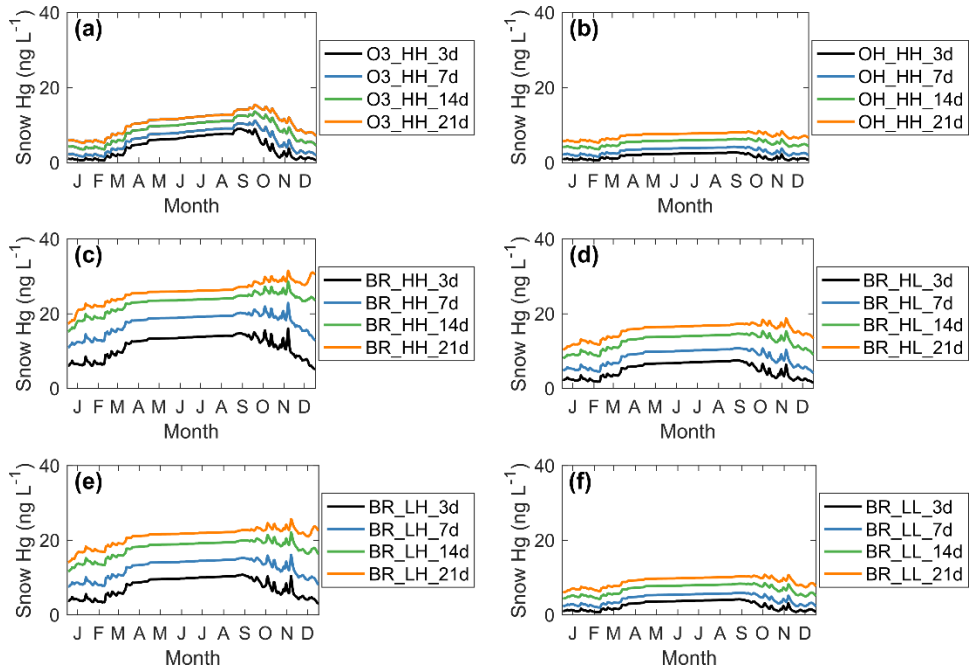 (a)
Snow Hg (ng L⁻¹)
40
20
0
J F M A M J J A S O N D
Month
O3_HH_3d
O3_HH_7d
O3_HH_14d
O3_HH_21d
(b)
Snow Hg (ng L⁻¹)
40
20
0
J F M A M J J A S O N D
Month
OH_HH_3d
OH_HH_7d
OH_HH_14d
OH_HH_21d
(c)
Snow Hg (ng L⁻¹)
40
20
0
J F M A M J J A S O N D
Month
BR_HH_3d
BR_HH_7d
BR_HH_14d
BR_HH_21d
(d)
Snow Hg (ng L⁻¹)
40
20
0
J F M A M J J A S O N D
Month
BR_HL_3d
BR_HL_7d
BR_HL_14d
BR_HL_21d
(e)
Snow Hg (ng L⁻¹)
40
20
0
J F M A M J J A S O N D
Month
BR_LH_3d
BR_LH_7d
BR_LH_14d
BR_LH_21d
(f)
Snow Hg (ng L⁻¹)
40
20
0
J F M A M J J A S O N D
Month
BR_LL_3d
BR_LL_7d
BR_LL_14d
BR_LL_21d